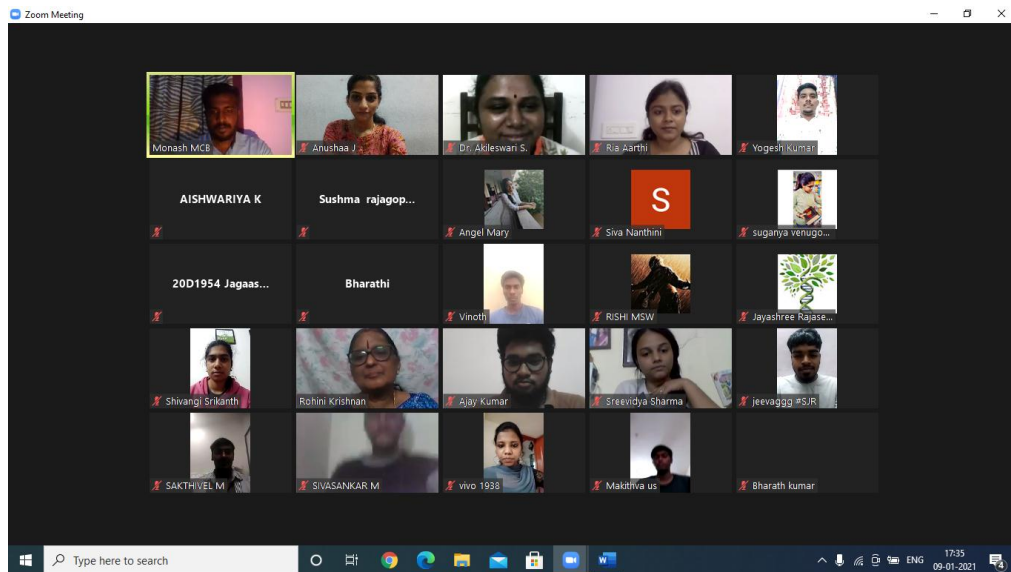 Zoom Meeting
Monash MCB
Anushaa J
Dr. Akileswari S.
Ria Aarthi
Yogesh Kumar
AISHWARIYA K
Sushma rajagop...
Angel Mary
S
Siva Nanthini
suganya venugo...
20D1954 Jagaas...
Bharathi
Vinoth
RISHI MSW
Jayashree Rajase...
Shivangi Srikanth
Rohini Krishnan
Ajay Kumar
Sreevidya Sharma
jeevaggg #SJR
SAKTHIVEL M
SIVASANKAR M
vivo 1938
Makithva us
Bharath kumar
Type here to search
W
ENG
17:35
09-01-2021
4